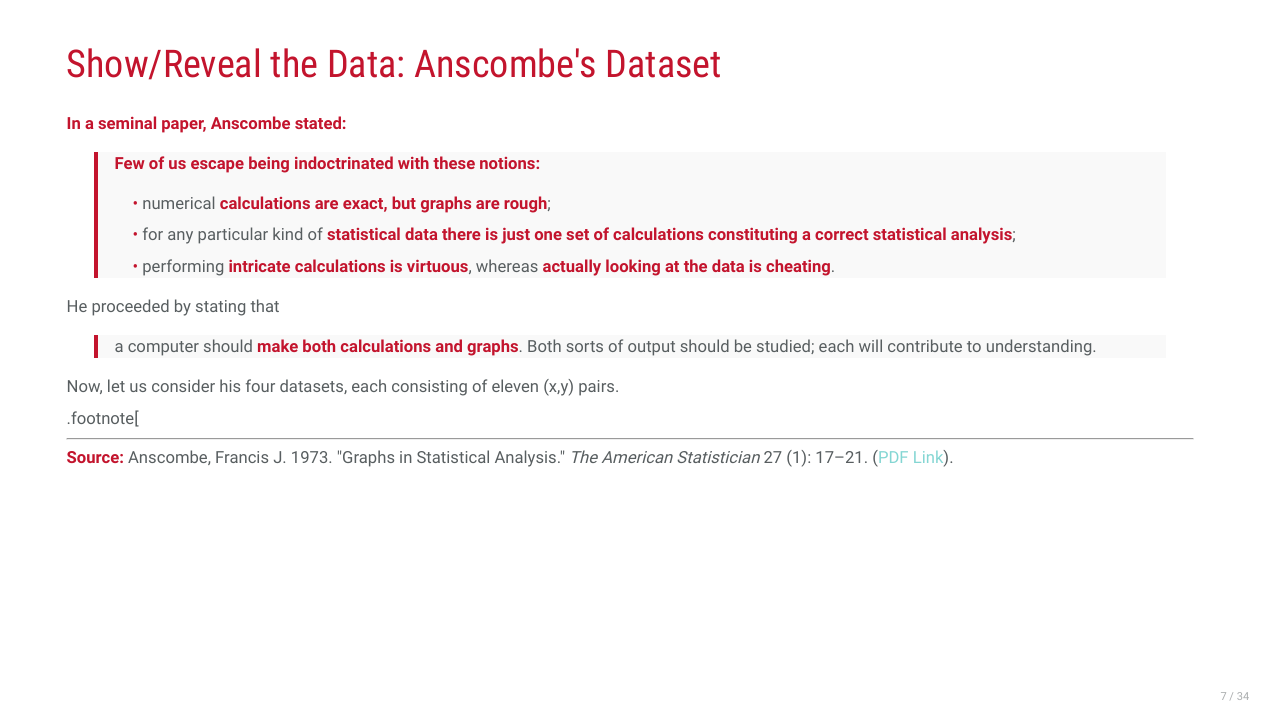 Show/Reveal the Data: Anscombe's Dataset
In a seminal paper, Anscombe stated:
Few of us escape being indoctrinated with these notions:
• numerical calculations are exact, but graphs are rough;
• for any particular kind of statistical data there is just one set of calculations constituting a correct statistical analysis;
• performing intricate calculations is virtuous, whereas actually looking at the data is cheating.
He proceeded by stating that
a computer should make both calculations and graphs. Both sorts of output should be studied; each will contribute to understanding.
Now, let us consider his four datasets, each consisting of eleven (x,y) pairs.
.footnote[
Source: Anscombe, Francis J. 1973. "Graphs in Statistical Analysis." The American Statistician 27 (1): 17–21. (PDF Link).
7 / 34